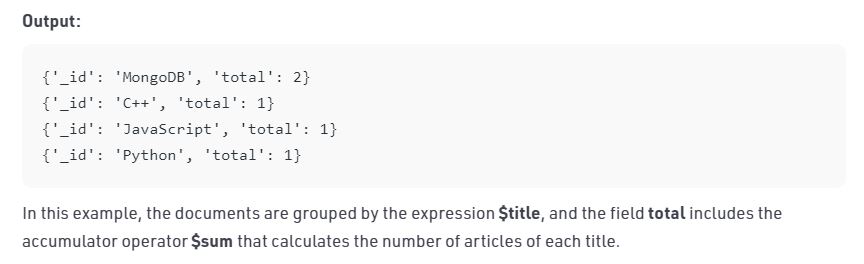 Output:
{'_id': 'MongoDB', 'total': 2}
{'_id': 'C++', 'total': 1}
{'_id': 'JavaScript', 'total': 1}
{'_id': 'Python', 'total': 1}
In this example, the documents are grouped by the expression $title, and the field total includes the
accumulator operator $sum that calculates the number of articles of each title.